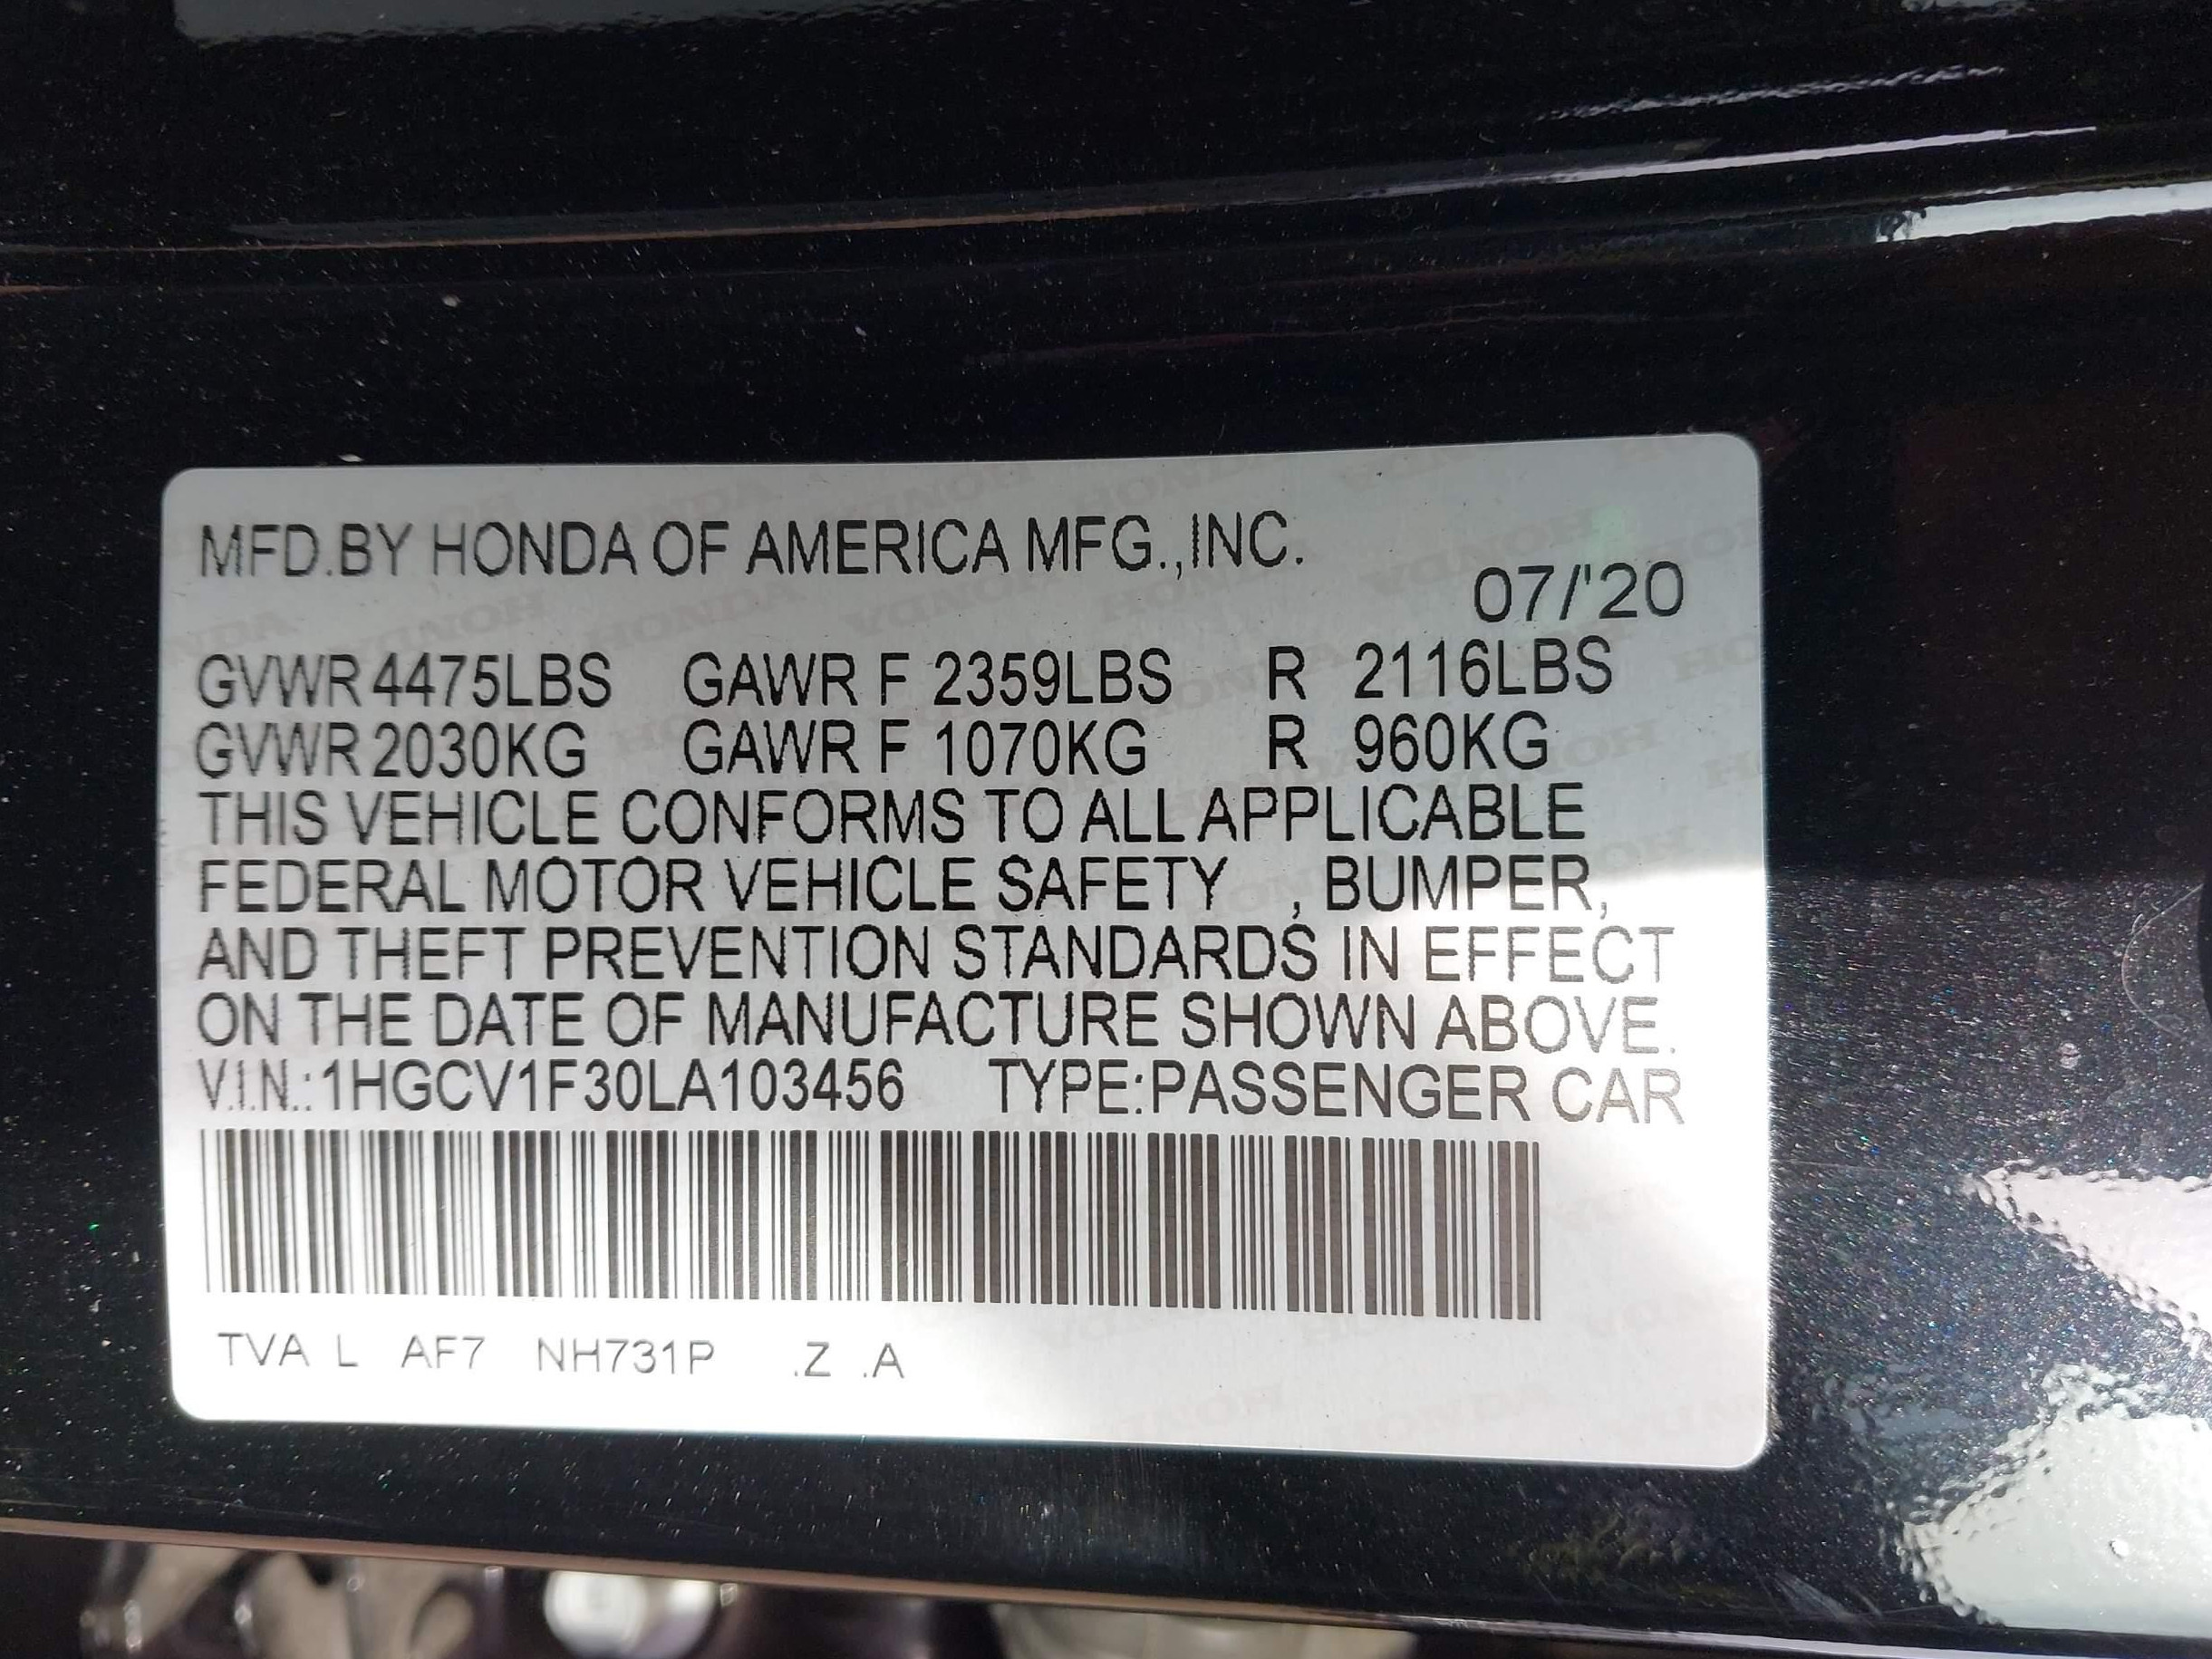 MFD.BY HONDA OF AMERICA MFG.,INC.
07/'20
GVWR 4475LBS GAWR F 2359LBS R 2116LBS
GVWR 2030KG GAWR F 1070KG R 960KG
THIS VEHICLE CONFORMS TO ALL APPLICABLE
FEDERAL MOTOR VEHICLE SAFETY , BUMPER,
AND THEFT PREVENTION STANDARDS IN EFFECT
ON THE DATE OF MANUFACTURE SHOWN ABOVE.
V.I.N.:1HGCV1F30LA103456 TYPE:PASSENGER CAR
TVA L AF7 NH731P .Z .A